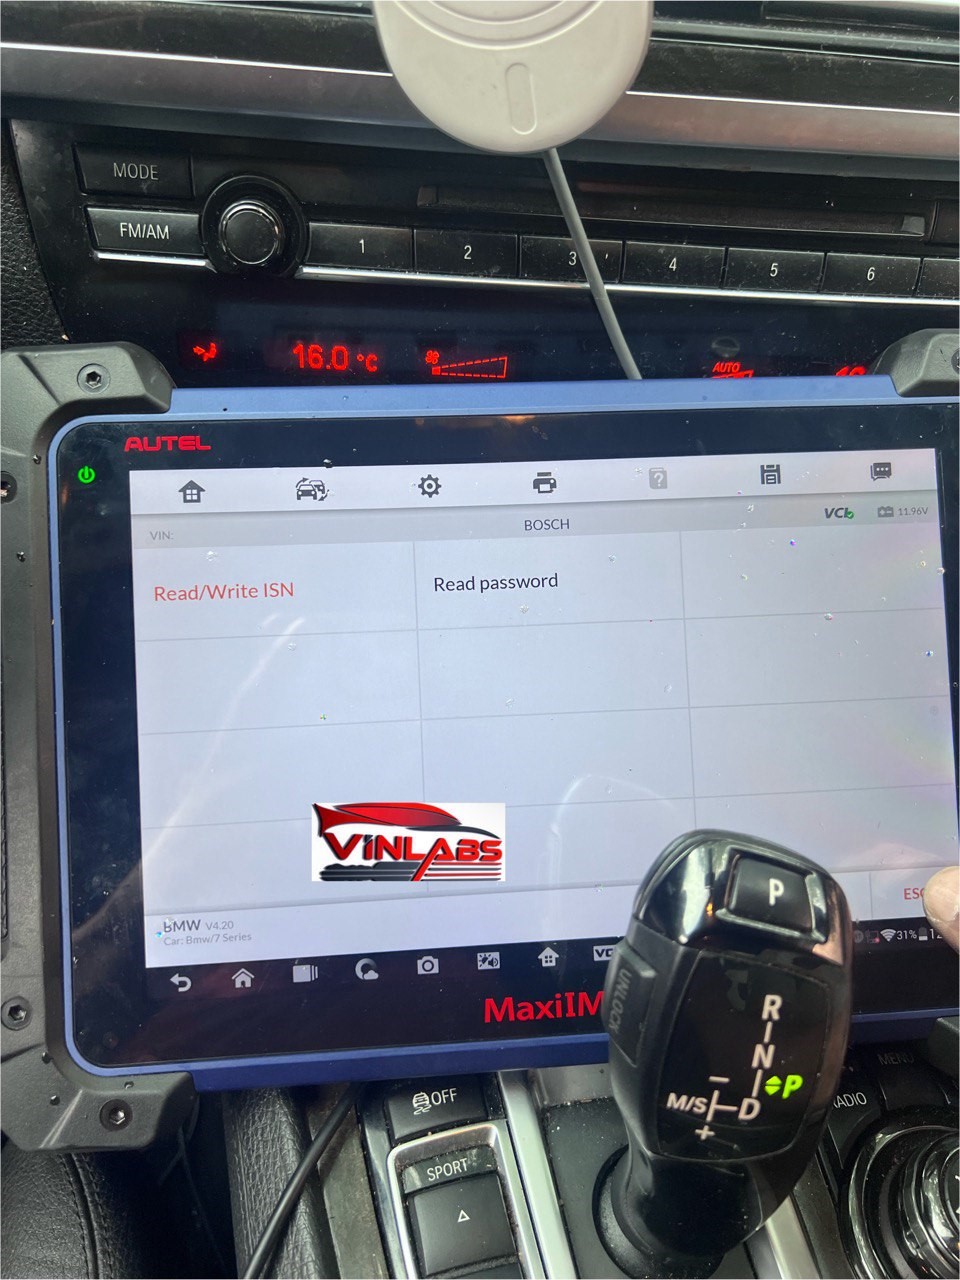 MODE
FM/AM
1 2 3 4 5 6
16.0 °C
AUTO
AUTEL
VCI 11.96V
VIN: BOSCH
Read/Write ISN Read password
VINLABS
ESC
BMW V4.20
Car: Bmw/7 Series
31%
MaxiIM
P
UNLOCK
R
N
P
M/S D
OFF
SPORT
MENU
RADIO